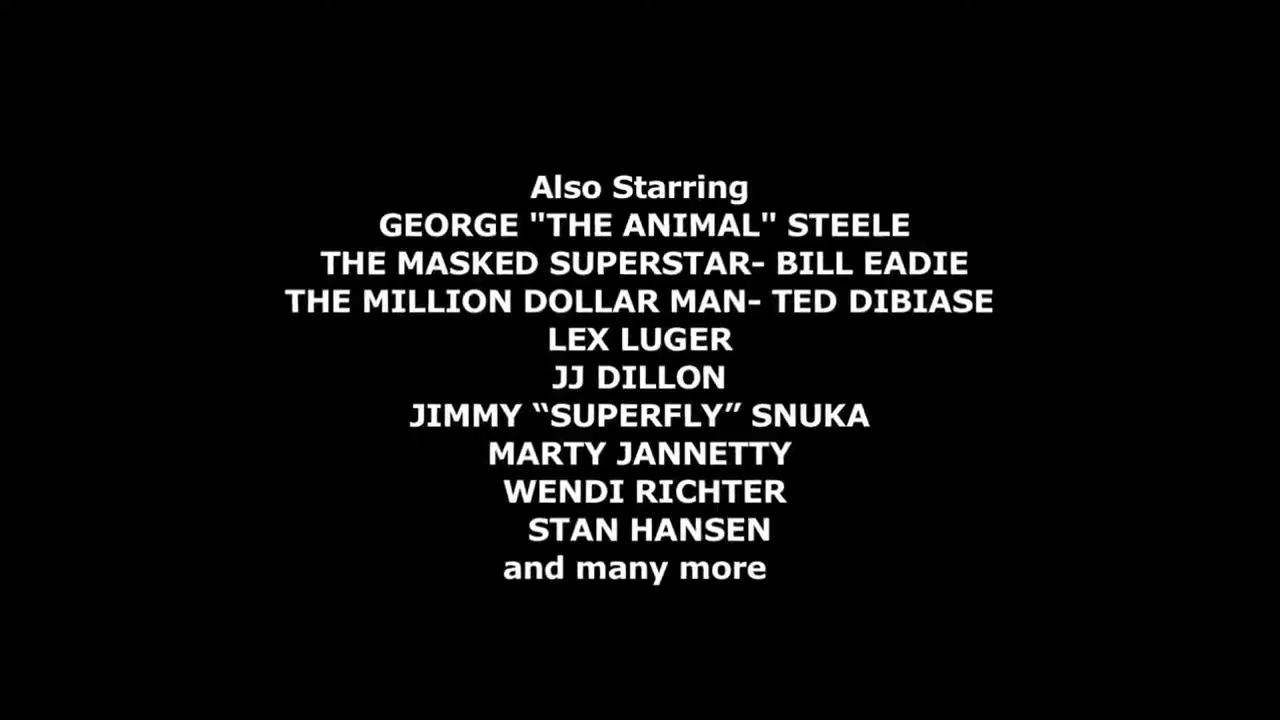 Also Starring
GEORGE "THE ANIMAL" STEELE
THE MASKED SUPERSTAR- BILL EADIE
THE MILLION DOLLAR MAN- TED DIBIASE
LEX LUGER
JJ DILLON
JIMMY “SUPERFLY” SNUKA
MARTY JANNETTY
WENDI RICHTER
STAN HANSEN
and many more